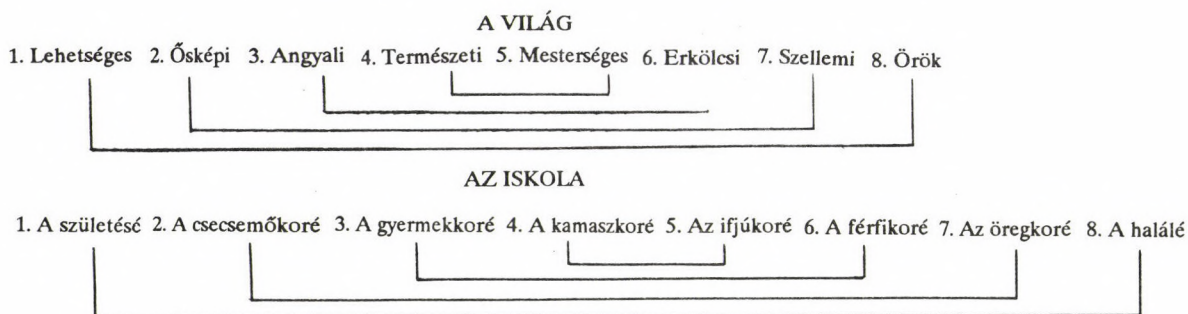 A VILÁG
1. Lehetséges 2. Ősképi 3. Angyali 4. Természeti 5. Mesterséges 6. Erkölcsi 7. Szellemi 8. Örök
AZ ISKOLA
1. A születésé 2. A csecsemőkoré 3. A gyermekkoré 4. A kamaszkoré 5. Az ifjúkoré 6. A férfikoré 7. Az öregkoré 8. A halálé